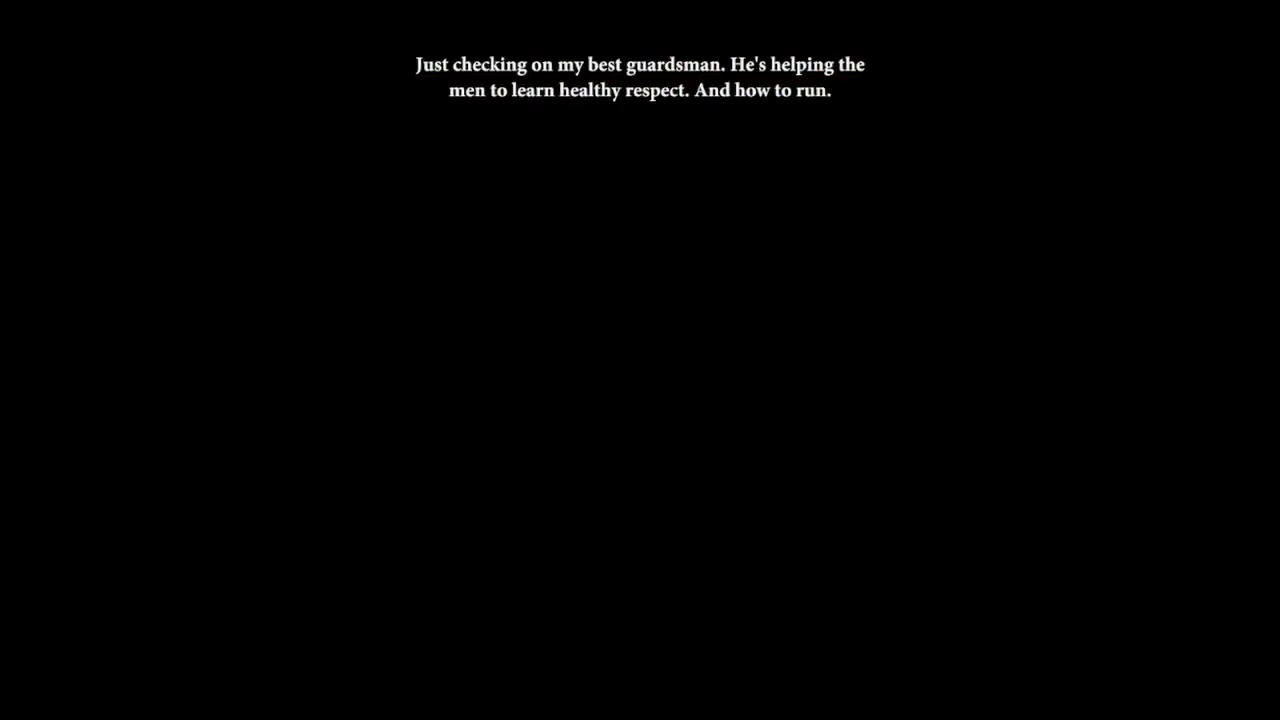 Just checking on my best guardsman. He's helping the
men to learn healthy respect. And how to run.